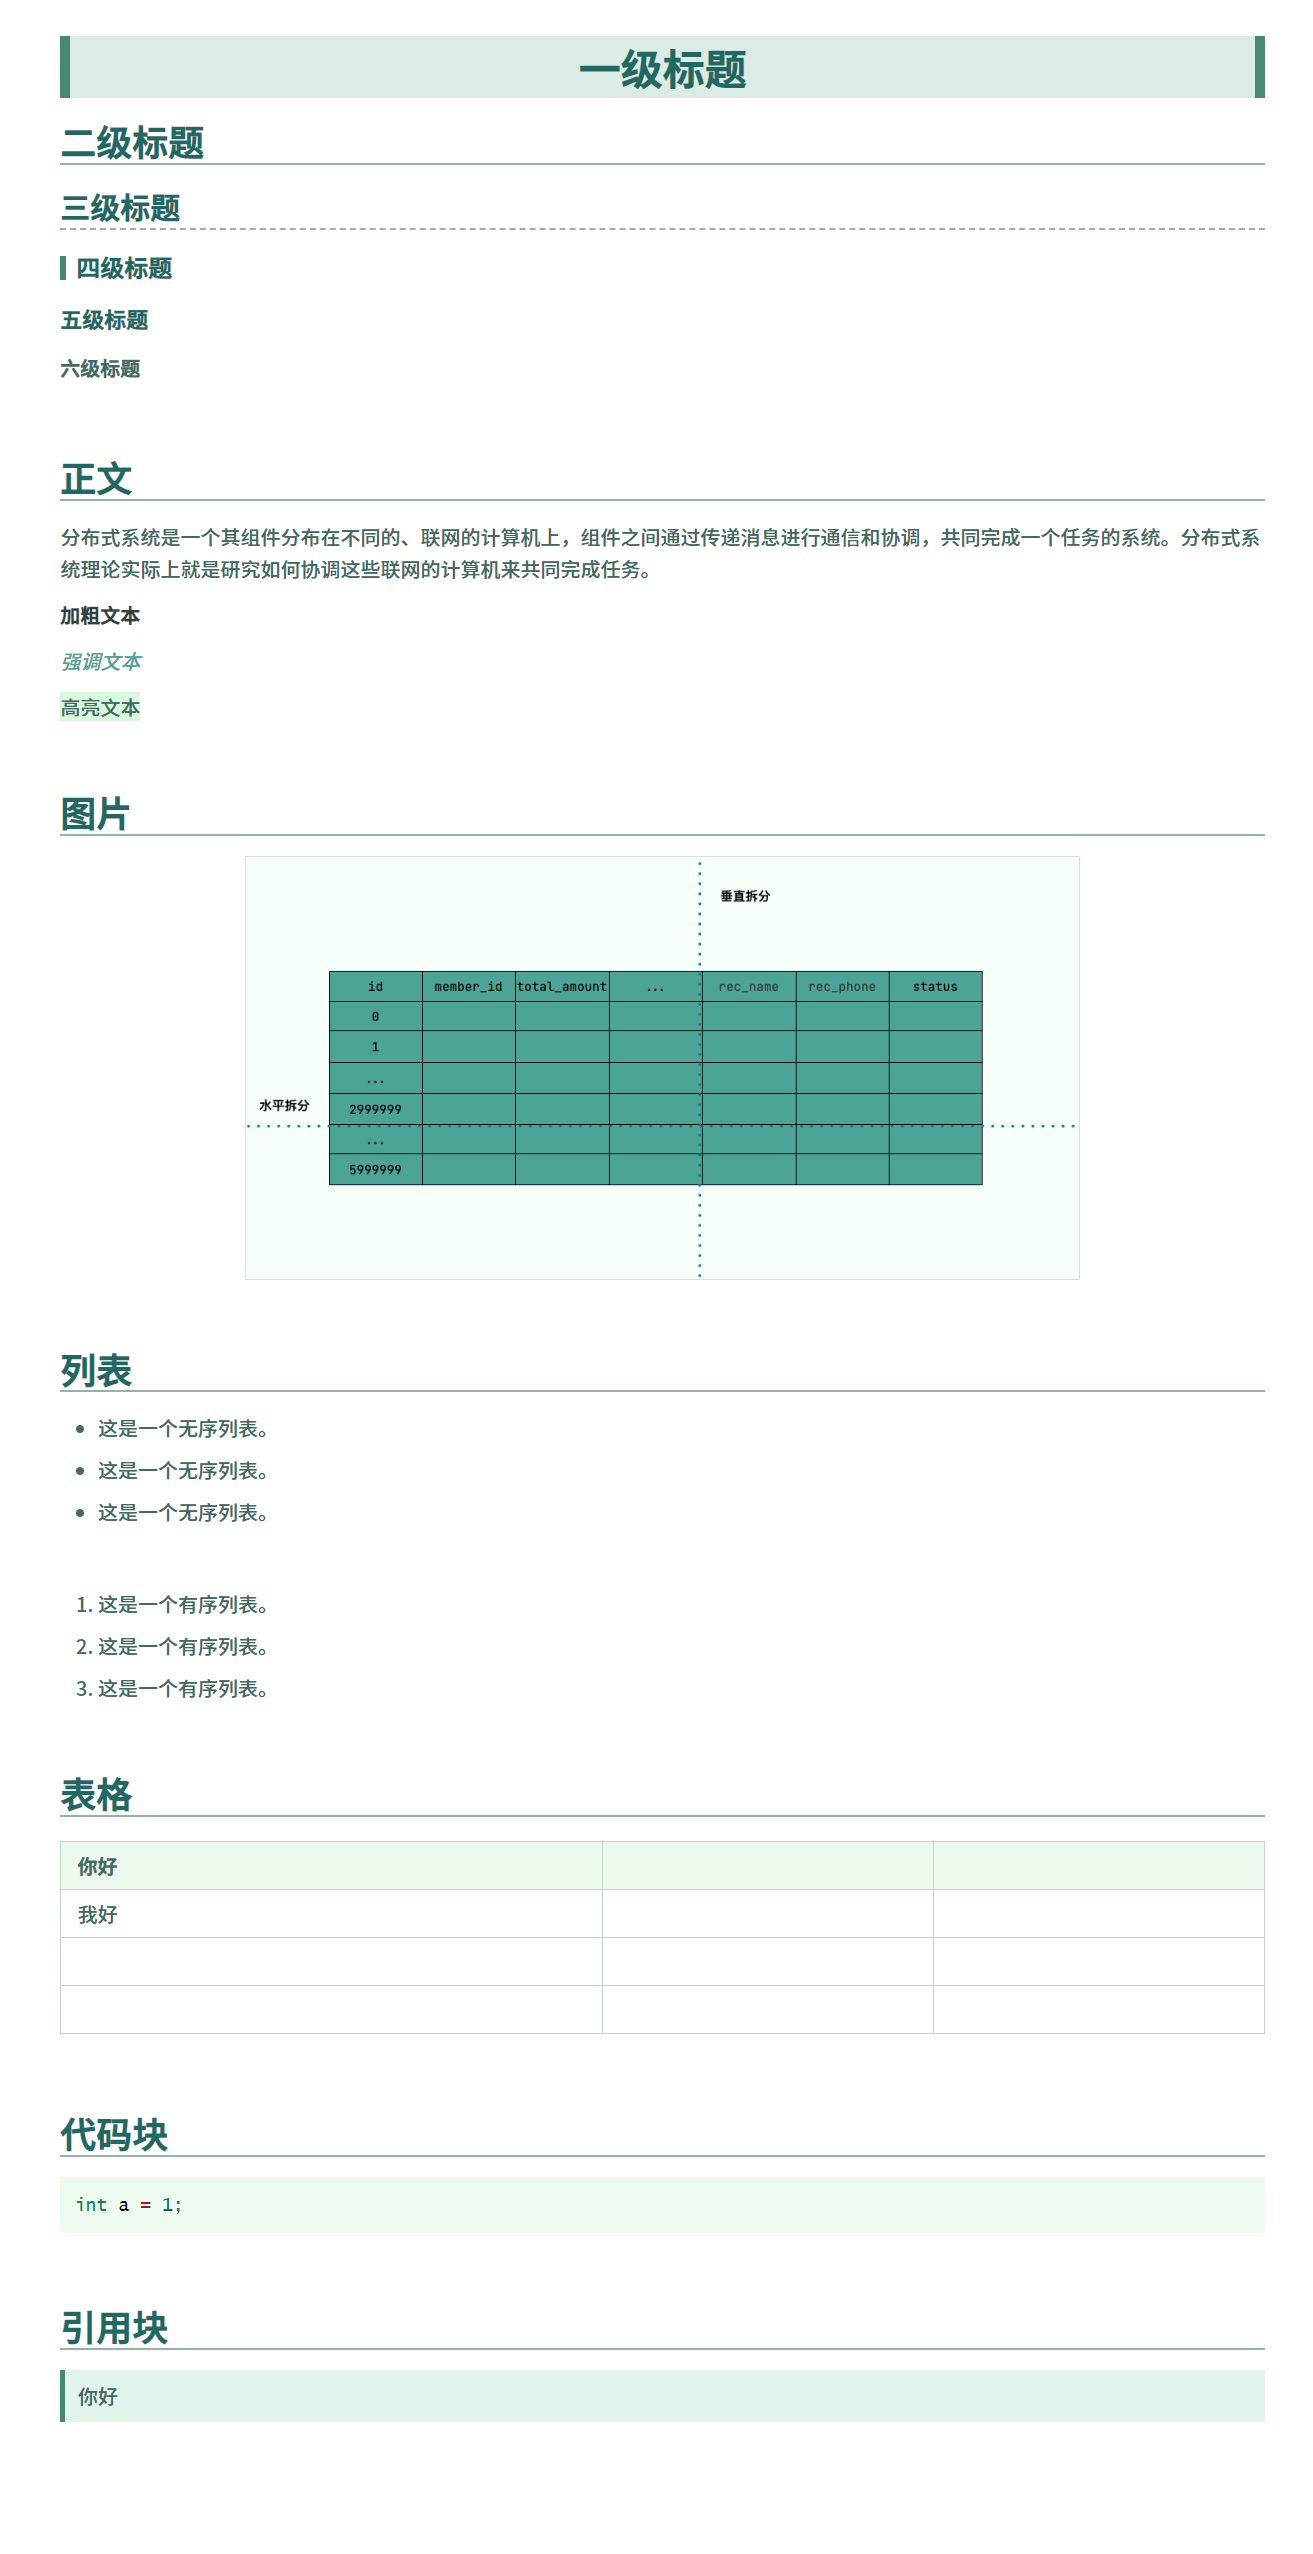 一级标题
二级标题
三级标题
四级标题
五级标题
六级标题
正文
分布式系统是一个其组件分布在不同的、联网的计算机上，组件之间通过传递消息进行通信和协调，共同完成一个任务的系统。分布式系
统理论实际上就是研究如何协调这些联网的计算机来共同完成任务。
加粗文本
强调文本
高亮文本
图片
垂直拆分
id member_id total_amount ... rec_name rec_phone status
0
1
...
水平拆分
2999999
...
5999999
列表
• 这是一个无序列表。
• 这是一个无序列表。
• 这是一个无序列表。
1. 这是一个有序列表。
2. 这是一个有序列表。
3. 这是一个有序列表。
表格
你好
我好
代码块
int a = 1;
引用块
你好